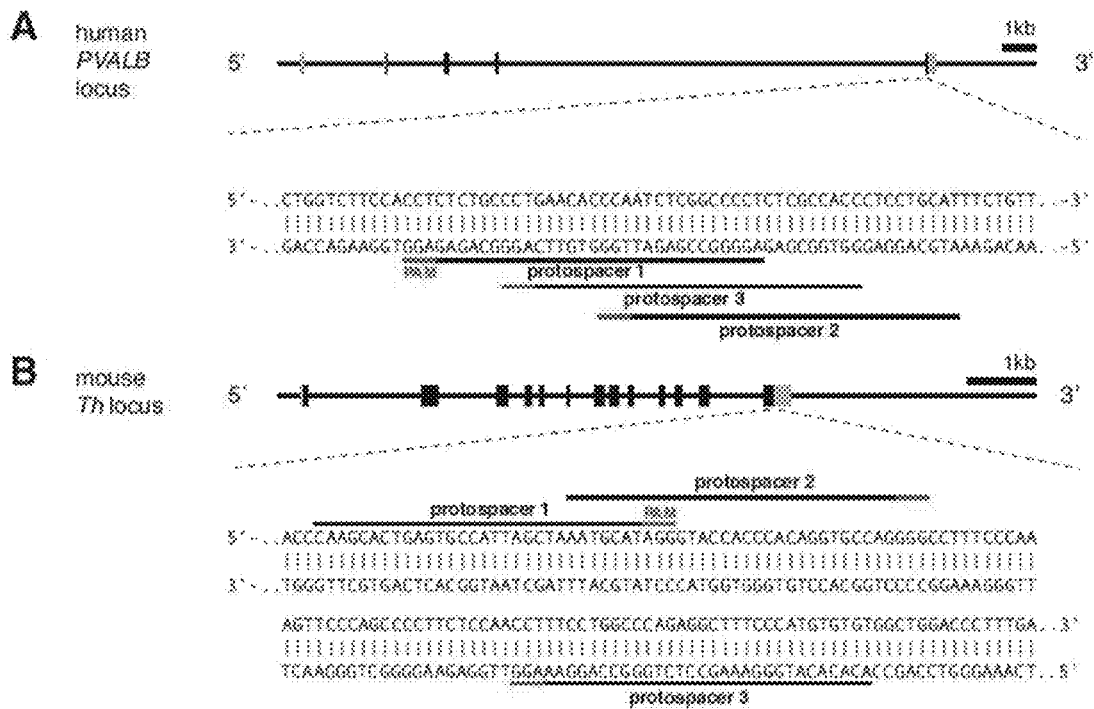 A
human
PVALB
locus:
1kb
5'
3'
5'-..CTGGTCTTCCACCTCTCTGCCCTGAACACCCAATCTCGGCCCCTCTCGCCACCCTCCTGCATTTCTGTT..-3'
3'-..GACCAGAAGGTGGAGAGACGGGACTTGTGGGTTAGAGCCGGGGAGAGCGGTGGGAGGACGTAAAGACAA..-5'
PAM
protospacer 1
protospacer 3
protospacer 2
B
mouse
Th locus
1kb
5'
3'
protospacer 2
protospacer 1
PAM
5'-..ACCCAAGCACTGAGTGCCATTAGCTAAATGCATAGGGTACCACCCACAGGTGCCAGGGGCCTTTCCCAA
3'-..TGGGTTCGTGACTCACGGTAATCGATTTACGTATCCCATGGTGGGTGTCCACGGTCCCCGGAAAGGGTT
AGTTCCCAGCCCCTTCTCCAACCTTTCCTGGCCCAGAGGCTTTCCCATGTGTGTGGCTGGACCCTTTGA..3'
TCAAGGGTCGGGGAAGAGGTTGGAAAGGACCGGGTCTCCGAAAGGGTACACACACCGACCTGGGAAACT..5'
protospacer 3